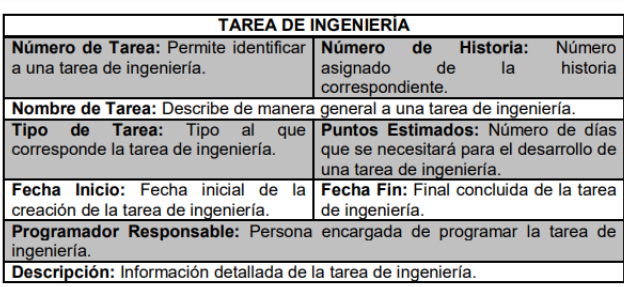 TAREA DE INGENIERÍA
Número de Tarea: Permite identificar
a una tarea de ingeniería.
Número de Historia: Número
asignado de la historia
correspondiente.
Nombre de Tarea: Describe de manera general a una tarea de ingeniería.
Tipo de Tarea: Tipo al que
corresponde la tarea de ingeniería.
Puntos Estimados: Número de días
que se necesitará para el desarrollo de
una tarea de ingeniería.
Fecha Inicio: Fecha inicial de la
creación de la tarea de ingeniería.
Fecha Fin: Final concluida de la tarea
de ingeniería.
Programador Responsable: Persona encargada de programar la tarea de
ingeniería.
Descripción: Información detallada de la tarea de ingeniería.